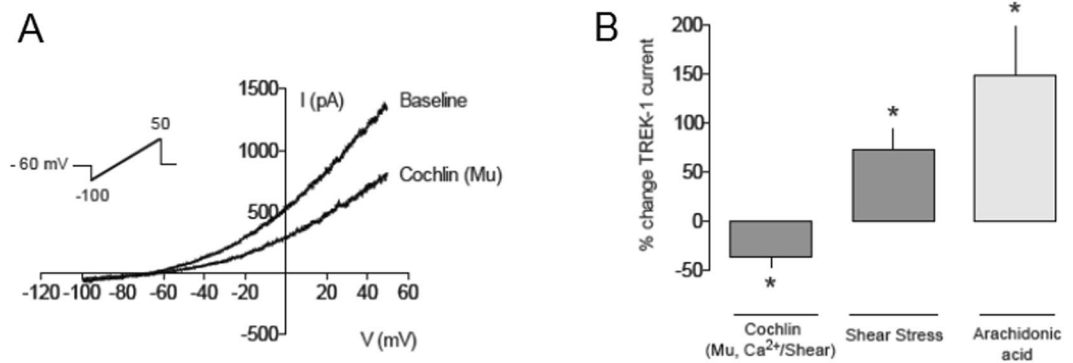 A
1500
I (pA)
Baseline
50
1000
- 60 mV
Cochlin (Mu)
-100
500
-120 -100 -80 -60 -40 -20 20 40 60
-500
V (mV)
B
% change TREK-1 current
200
150
100
50
0
-50
*
*
*
Cochlin
(Mu, Ca²⁺/Shear)
Shear Stress
Arachidonic
acid